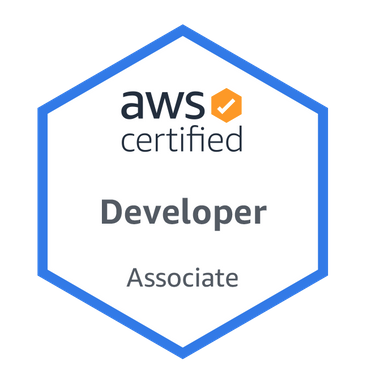 aws
certified
Developer
Associate